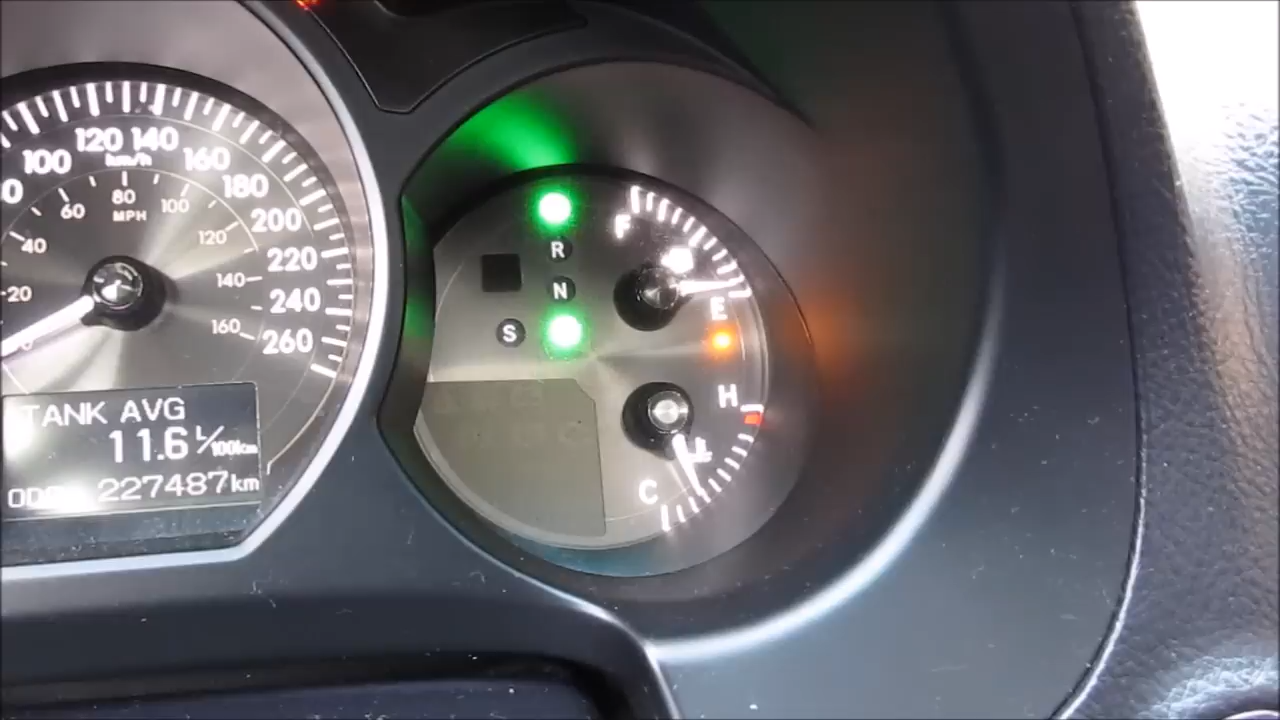 120 140
100 km/h 160
80 180
60 MPH 100 200
40 120 220
20 140 240
160 260
TANK AVG
11.6 L/100km
227487km
R
N
S
F
E
H
C